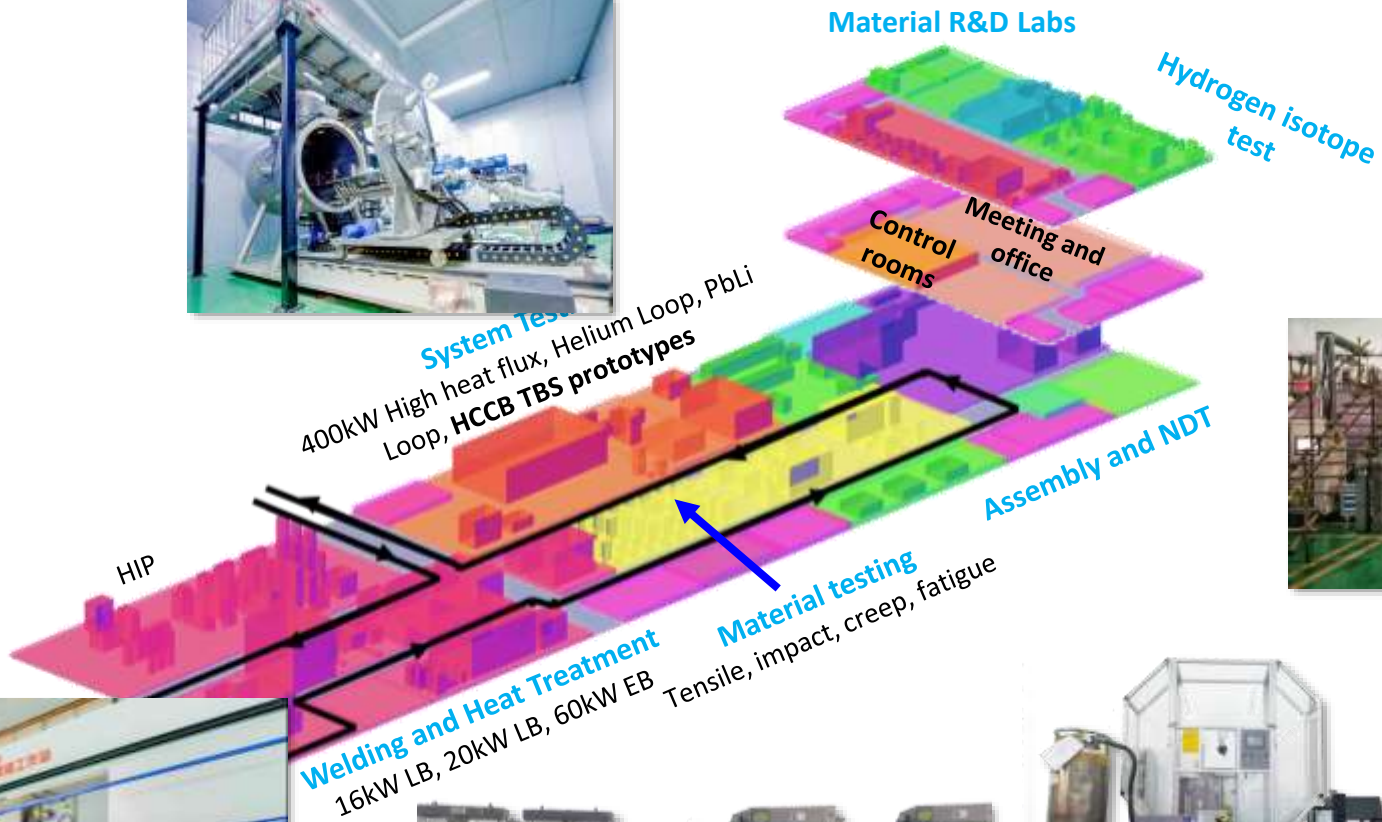 Material R&D Labs
Hydrogen isotope
test
Meeting and
office
Control
rooms
System Test
400kW High heat flux, Helium Loop, PbLi
Loop, HCCB TBS prototypes
Assembly and NDT
HIP
Material testing
Tensile, impact, creep, fatigue
Welding and Heat Treatment
16kW LB, 20kW LB, 60kW EB